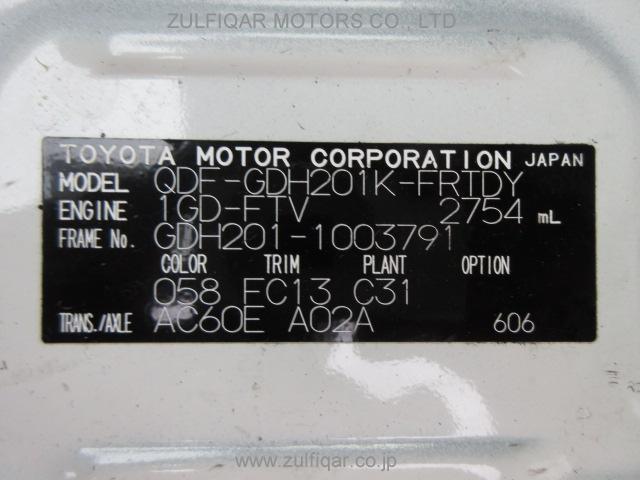 ZULFIQAR MOTORS CO.,LTD
TOYOTA MOTOR CORPORATION JAPAN
MODEL QDF-GDH201K-FRTDY
ENGINE 1GD-FTV 2754 mL
FRAME No. GDH201-1003791
COLOR TRIM PLANT OPTION
058 FC13 C31
TRANS./AXLE AC60E A02A 606
www.zulfiqar.co.jp